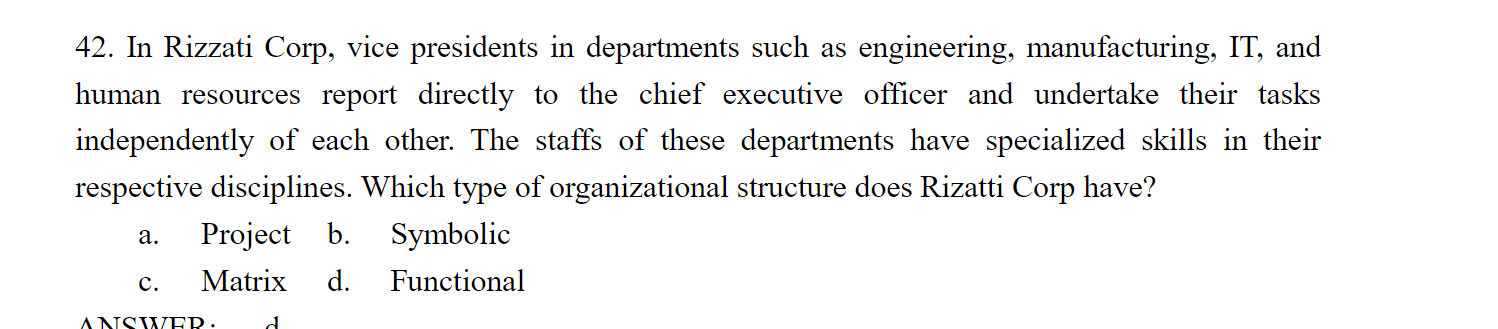 42. In Rizzati Corp, vice presidents in departments such as engineering, manufacturing, IT, and
human resources report directly to the chief executive officer and undertake their tasks
independently of each other. The staffs of these departments have specialized skills in their
respective disciplines. Which type of organizational structure does Rizatti Corp have?
a. Project b. Symbolic
c. Matrix d. Functional
ANSWER: d